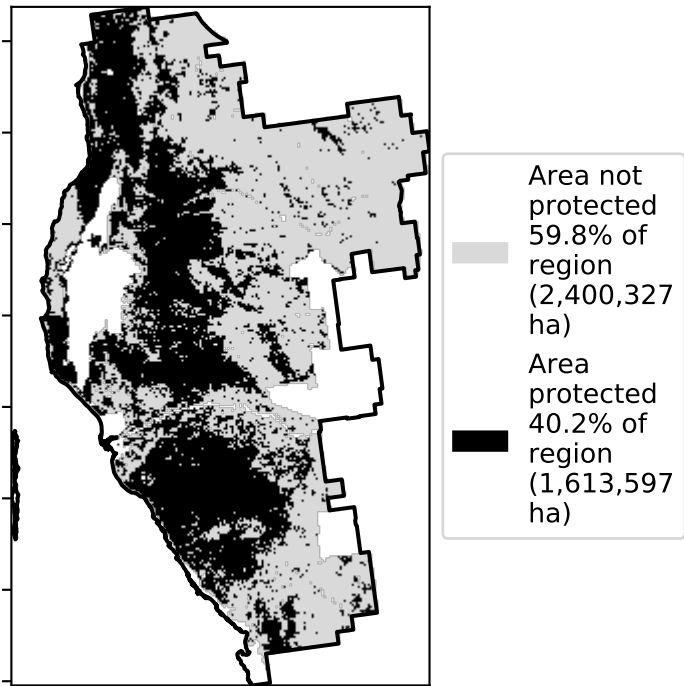 Area not
protected
59.8% of
region
(2,400,327
ha)
Area
protected
40.2% of
region
(1,613,597
ha)